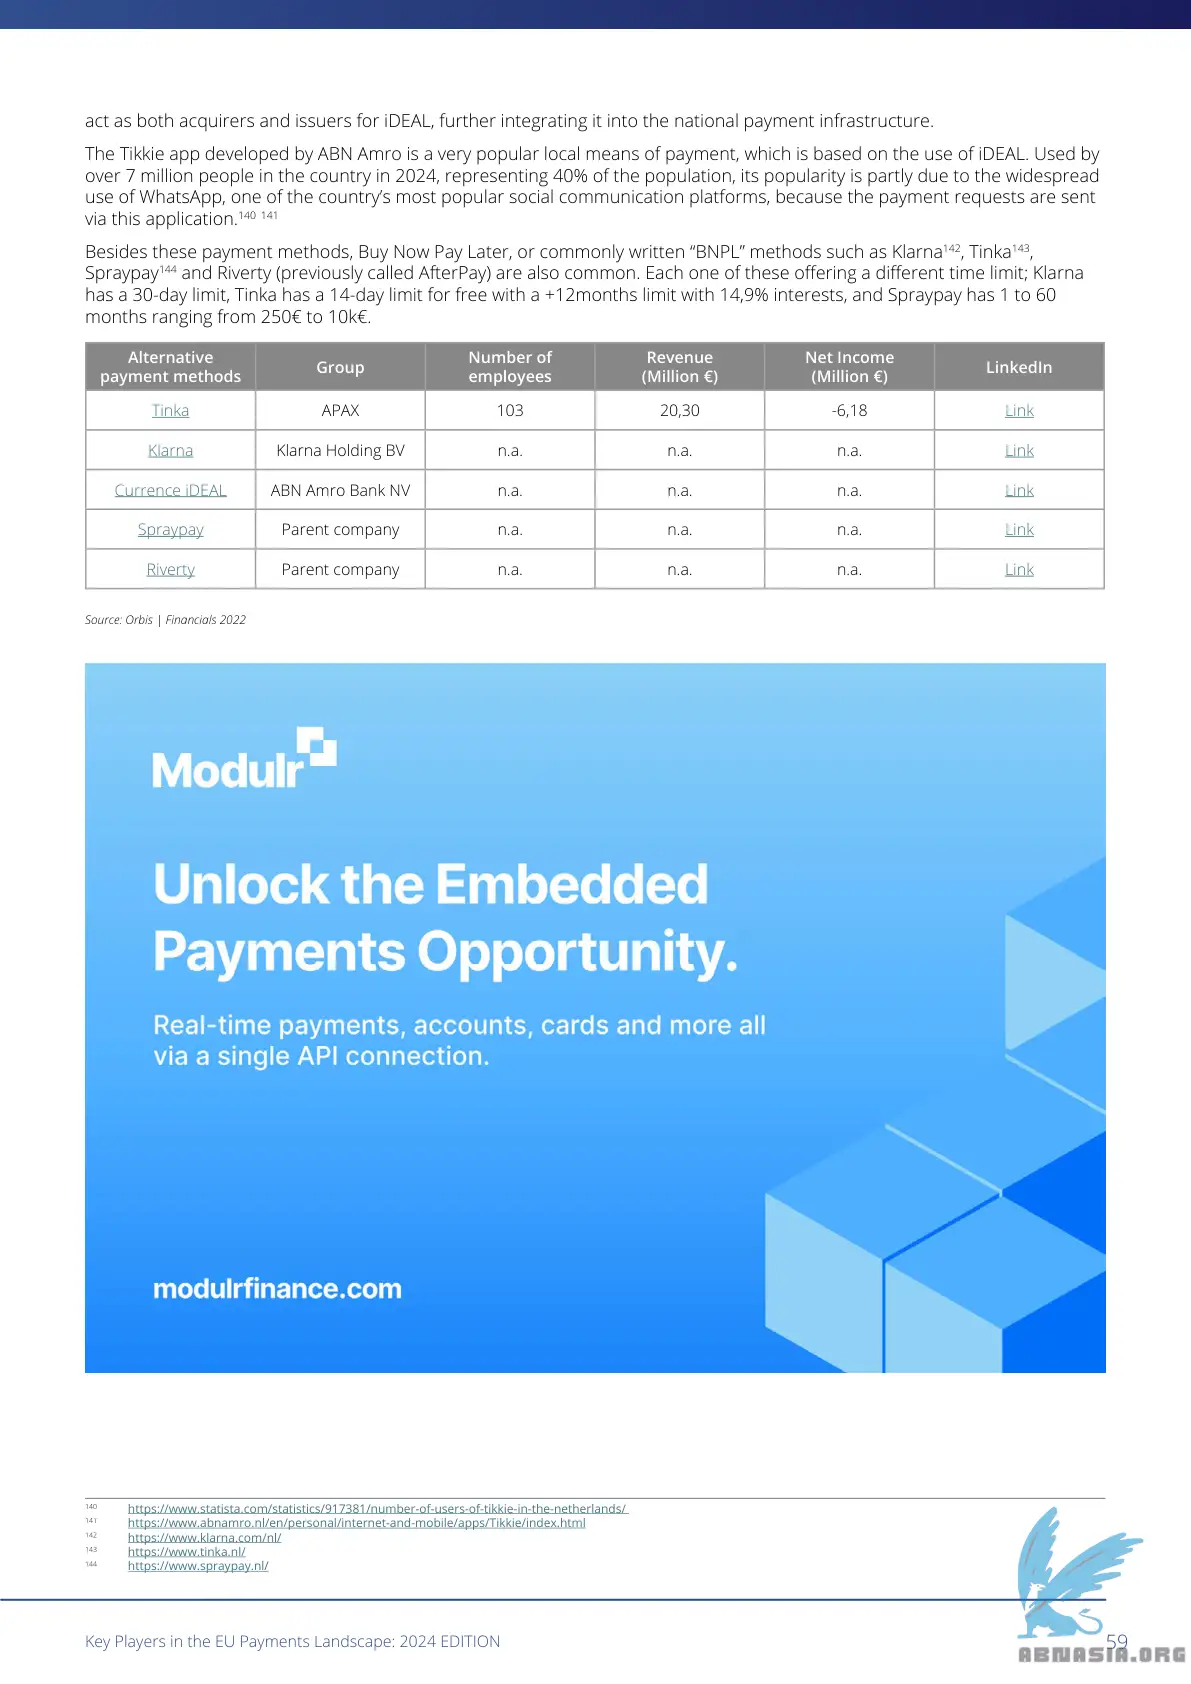 act as both acquirers and issuers for iDEAL, further integrating it into the national payment infrastructure.
The Tikkie app developed by ABN Amro is a very popular local means of payment, which is based on the use of iDEAL. Used by
over 7 million people in the country in 2024, representing 40% of the population, its popularity is partly due to the widespread
use of WhatsApp, one of the country's most popular social communication platforms, because the payment requests are sent
via this application.140 141
Besides these payment methods, Buy Now Pay Later, or commonly written “BNPL” methods such as Klarna142, Tinka143,
Spraypay144 and Riverty (previously called AfterPay) are also common. Each one of these offering a different time limit; Klarna
has a 30-day limit, Tinka has a 14-day limit for free with a +12months limit with 14,9% interests, and Spraypay has 1 to 60
months ranging from 250€ to 10k€.
Alternative payment methods Group Number of employees Revenue (Million €) Net Income (Million €) LinkedIn
Tinka APAX 103 20,30 -6,18 Link
Klarna Klarna Holding BV n.a. n.a. n.a. Link
Currence iDEAL ABN Amro Bank NV n.a. n.a. n.a. Link
Spraypay Parent company n.a. n.a. n.a. Link
Riverty Parent company n.a. n.a. n.a. Link
Source: Orbis | Financials 2022
Modulr
Unlock the Embedded
Payments Opportunity.
Real-time payments, accounts, cards and more all
via a single API connection.
modulrfinance.com
140 https://www.statista.com/statistics/917381/number-of-users-of-tikkie-in-the-netherlands/
141 https://www.abnamro.nl/en/personal/internet-and-mobile/apps/Tikkie/index.html
142 https://www.klarna.com/nl/
143 https://www.tinka.nl/
144 https://www.spraypay.nl/
Key Players in the EU Payments Landscape: 2024 EDITION 59
ABNASIA.ORG